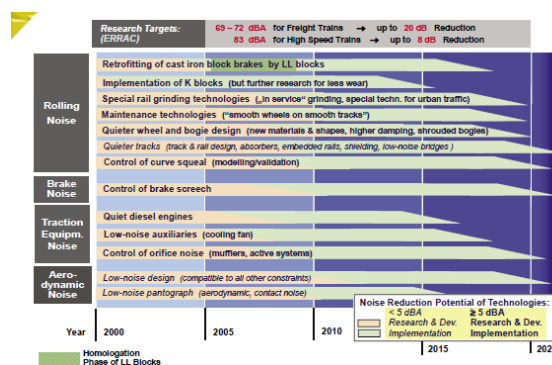 Research Targets: 69 – 72 dBA for Freight Trains → up to 20 dB Reduction
(ERRAC) 83 dBA for High Speed Trains → up to 8 dB Reduction
Rolling
Noise
Retrofitting of cast iron block brakes by LL blocks
Implementation of K blocks (but further research for less wear)
Special rail grinding technologies („in service“ grinding, special techn. for urban traffic)
Maintenance technologies (“smooth wheels on smooth tracks”)
Quieter wheel and bogie design (new materials & shapes, higher damping, shrouded bogies)
Quieter tracks (track & rail design, absorbers, embedded rails, shielding, low-noise bridges )
Control of curve squeal (modelling/validation)
Brake
Noise
Control of brake screech
Traction
Equipm.
Noise
Quiet diesel engines
Low-noise auxiliaries (cooling fan)
Control of orifice noise (mufflers, active systems)
Aero-
dynamic
Noise
Low-noise design (compatible to all other constraints)
Low-noise pantograph (aerodynamic, contact noise)
Noise Reduction Potential of Technologies:
< 5 dBA ≥ 5 dBA
Research & Dev. Research & Dev.
Implementation Implementation
Year 2000 2005 2010 2015 202
Homologation
Phase of LL Blocks